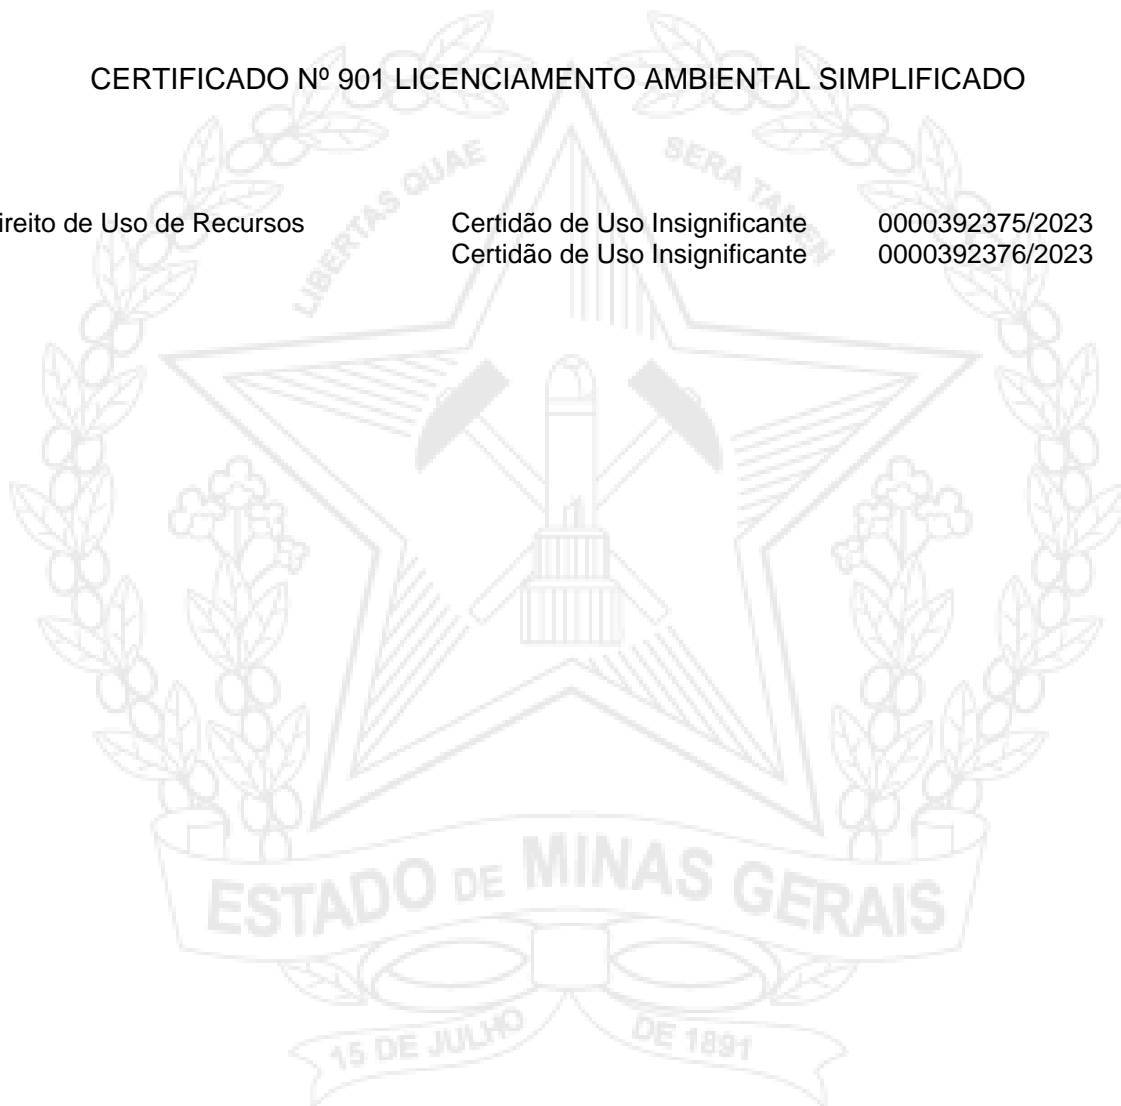 CERTIFICADO Nº 901 LICENCIAMENTO AMBIENTAL SIMPLIFICADO
LIBERTAS QUAE SERA TAMEN
ireito de Uso de Recursos Certidão de Uso Insignificante 0000392375/2023
Certidão de Uso Insignificante 0000392376/2023
ESTADO DE MINAS GERAIS
15 DE JULHO DE 1891